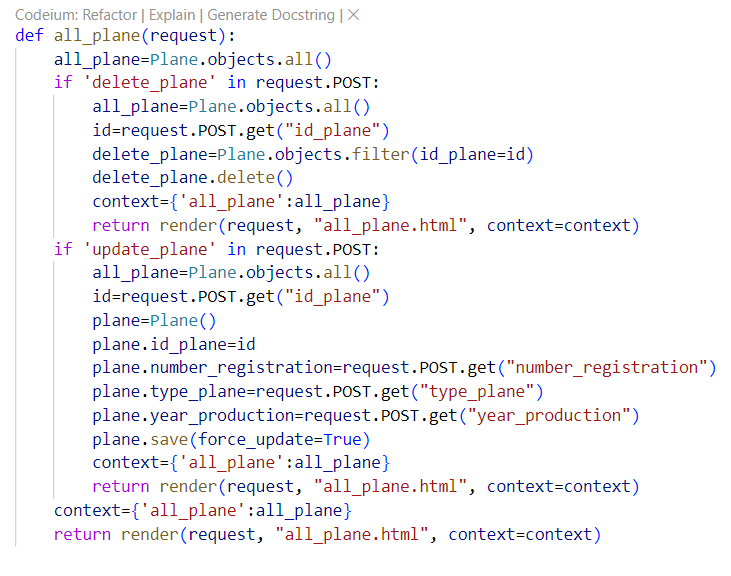 Codeium: Refactor | Explain | Generate Docstring | ×
def all_plane(request):
    all_plane=Plane.objects.all()
    if 'delete_plane' in request.POST:
        all_plane=Plane.objects.all()
        id=request.POST.get("id_plane")
        delete_plane=Plane.objects.filter(id_plane=id)
        delete_plane.delete()
        context={'all_plane':all_plane}
        return render(request, "all_plane.html", context=context)
    if 'update_plane' in request.POST:
        all_plane=Plane.objects.all()
        id=request.POST.get("id_plane")
        plane=Plane()
        plane.id_plane=id
        plane.number_registration=request.POST.get("number_registration")
        plane.type_plane=request.POST.get("type_plane")
        plane.year_production=request.POST.get("year_production")
        plane.save(force_update=True)
        context={'all_plane':all_plane}
        return render(request, "all_plane.html", context=context)
    context={'all_plane':all_plane}
    return render(request, "all_plane.html", context=context)